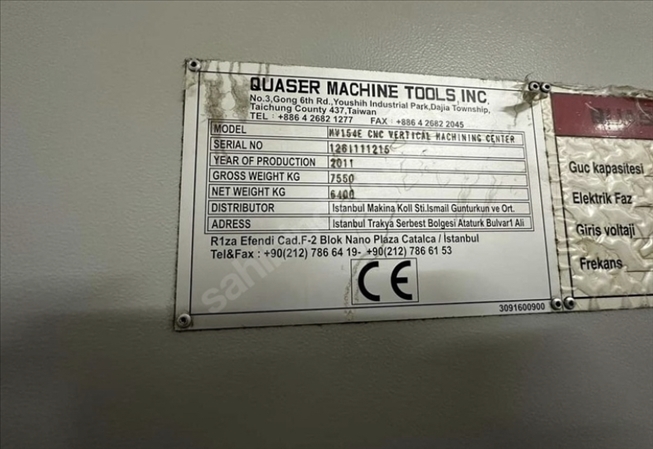 QUASER MACHINE TOOLS, INC.
No.3,Gong 6th Rd.,Youshih Industrial Park,Dajia Township,
Taichung County 437,Taiwan
TEL : +886 4 2682 1277 FAX : +886 4 2682 2045
MODEL MV154E CNC VERTICAL MACHINING CENTER
SERIAL NO 1261111215
YEAR OF PRODUCTION 2011
GROSS WEIGHT KG 7550
NET WEIGHT KG 6400
DISTRIBUTOR Istanbul Makina Koll Sti.Ismail Gunturkun ve Ort.
ADRESS Istanbul Trakya Serbest Bolgesi Ataturk Bulvar1 Ali
R1za Efendi Cad.F-2 Blok Nano Plaza Catalca / Istanbul
Tel&Fax : +90(212) 786 64 19- +90(212) 786 61 53
CE
3091600900
Guc kapasitesi
Elektrik Faz
Giris voltaji
Frekans